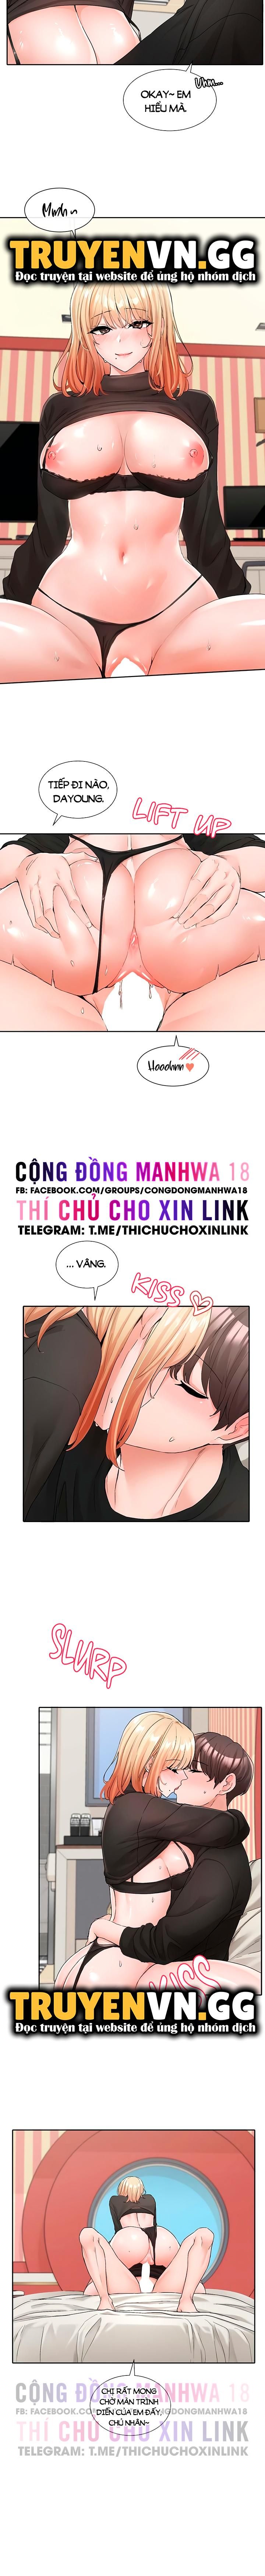 Uhm...
OKAY~ EM
HIỂU MÀ.
TRUYENVN.GG
Đọc truyện tại website để ủng hộ nhóm dịch
TIẾP ĐI NÀO,
DAYOUNG.
LIFT UP
CỘNG ĐỒNG MANHWA 18
FB: FACEBOOK.COM/GROUPS/CONGDONGMANHWA18
THÍ CHỦ CHO XIN LINK
TELEGRAM: T.ME/THICHUCHOXINLINK
... VÂNG.
KISS
SLURP
KISS
TRUYENVN.GG
Đọc truyện tại website để ủng hộ nhóm dịch
CỘNG ĐỒNG MANHWA 18
FB: FACEBOOK.COM/GROUPS/CONGDONGMANHWA18
THÍ CHỦ CHO XIN LINK
TELEGRAM: T.ME/THICHUCHOXINLINK
CHỊ RẤT MONG
CHỜ MÀN TRÌNH
DIỄN CỦA EM ĐẤY,
CHỦ NHÂN~